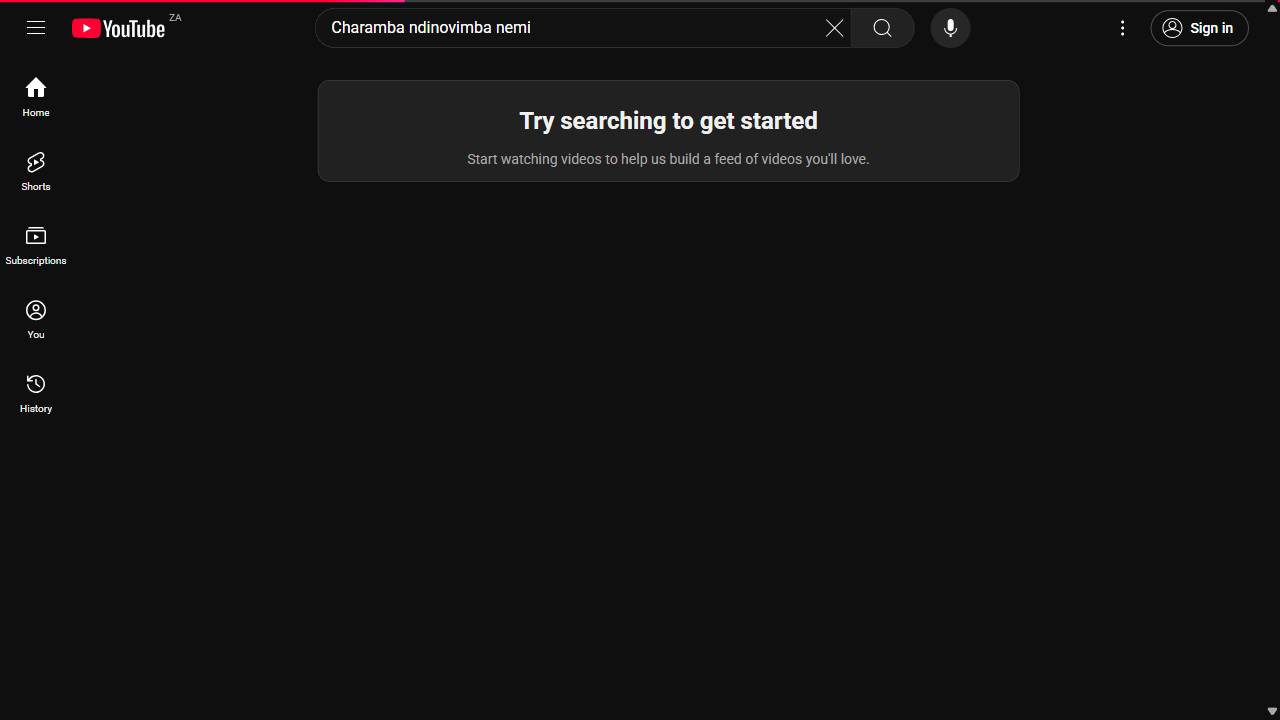 YouTube ZA
Charamba ndinovimba nemi
Sign in
Home
Shorts
Subscriptions
You
History
Try searching to get started
Start watching videos to help us build a feed of videos you'll love.